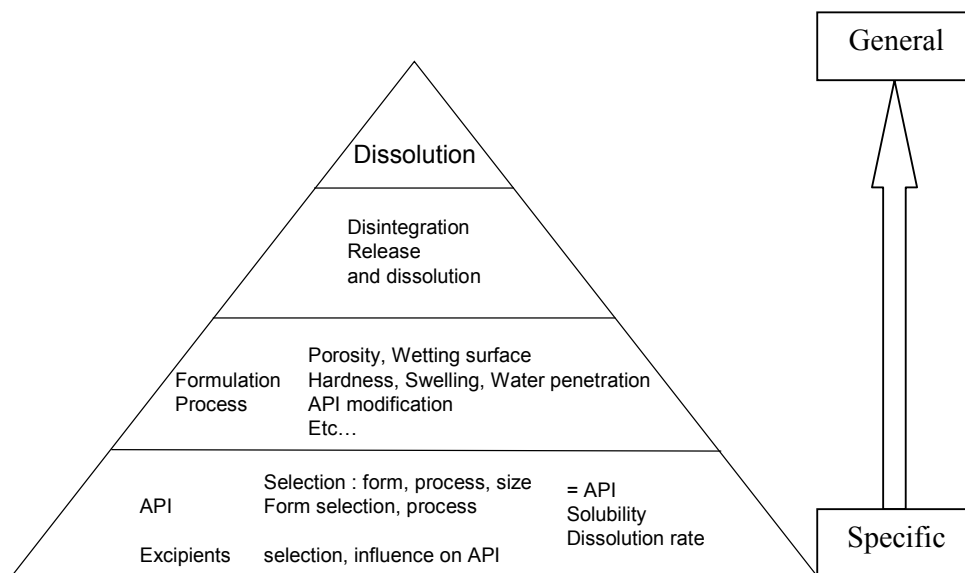 General
Dissolution
Disintegration
Release
and dissolution
Formulation
Process
Porosity, Wetting surface
Hardness, Swelling, Water penetration
API modification
Etc…
API
Selection : form, process, size
Form selection, process
= API
Solubility
Dissolution rate
Excipients
selection, influence on API
Specific